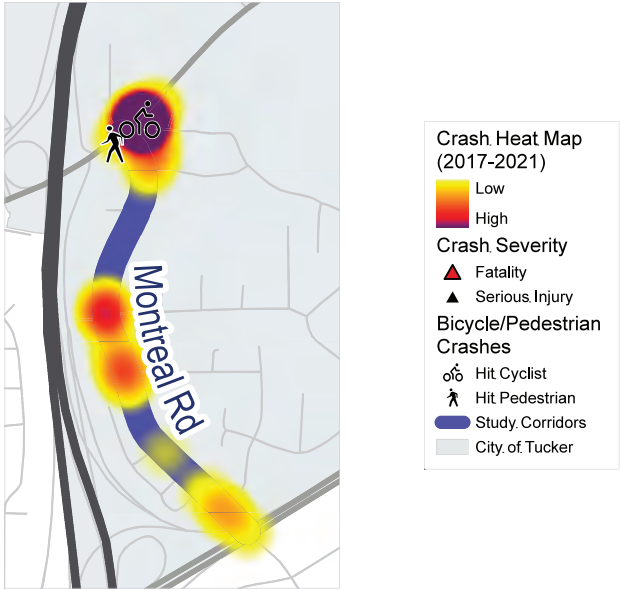 Montreal Rd
Crash Heat Map
(2017-2021)
Low
High
Crash Severity
Fatality
Serious Injury
Bicycle/Pedestrian
Crashes
Hit Cyclist
Hit Pedestrian
Study Corridors
City of Tucker